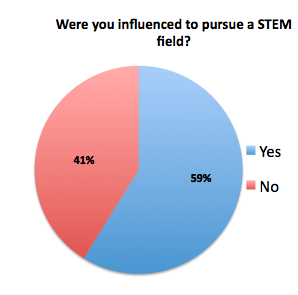 Were you influenced to pursue a STEM
field?
41%
59%
Yes
No